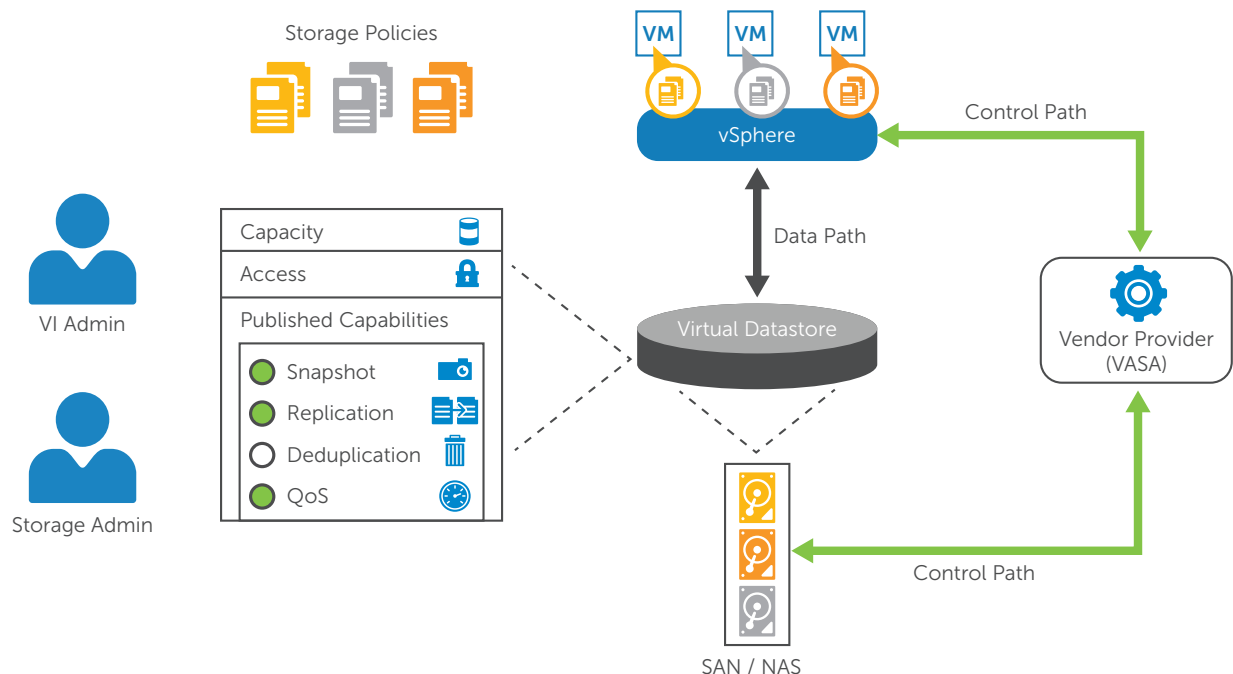 Storage Policies
VM
VM
VM
vSphere
Control Path
Data Path
VI Admin
Storage Admin
Capacity
Access
Published Capabilities
Snapshot
Replication
Deduplication
QoS
Virtual Datastore
Vendor Provider
(VASA)
Control Path
SAN / NAS